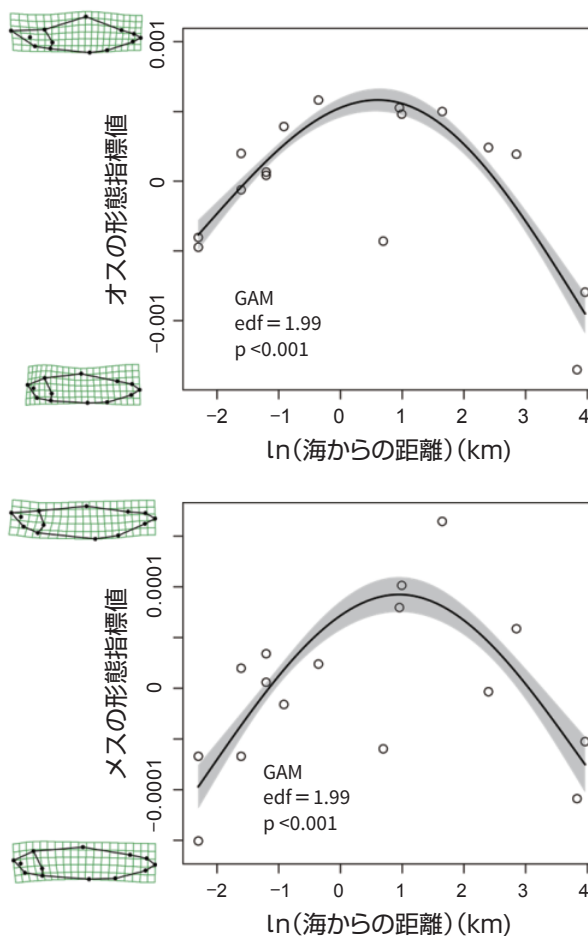 0.001
0
−0.001
オスの形態指標値
GAM
edf = 1.99
p <0.001
−2 −1 0 1 2 3 4
ln(海からの距離)(km)
0.0001
0
−0.0001
メスの形態指標値
GAM
edf = 1.99
p <0.001
−2 −1 0 1 2 3 4
ln(海からの距離)(km)